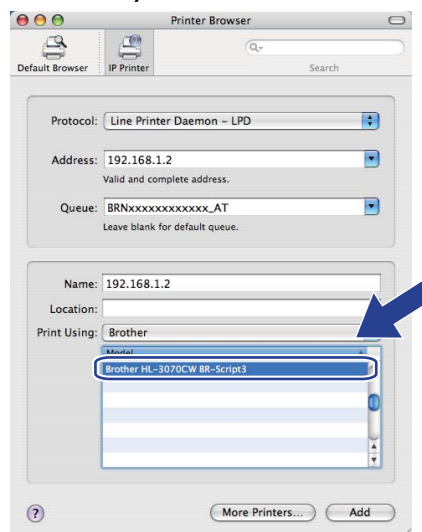 Printer Browser
Default Browser
IP Printer
Search
Protocol: Line Printer Daemon – LPD
Address: 192.168.1.2
Valid and complete address.
Queue: BRNxxxxxxxxxxxx_AT
Leave blank for default queue.
Name: 192.168.1.2
Location:
Print Using: Brother
Model
Brother HL-3070CW BR-Script3
?
More Printers...
Add